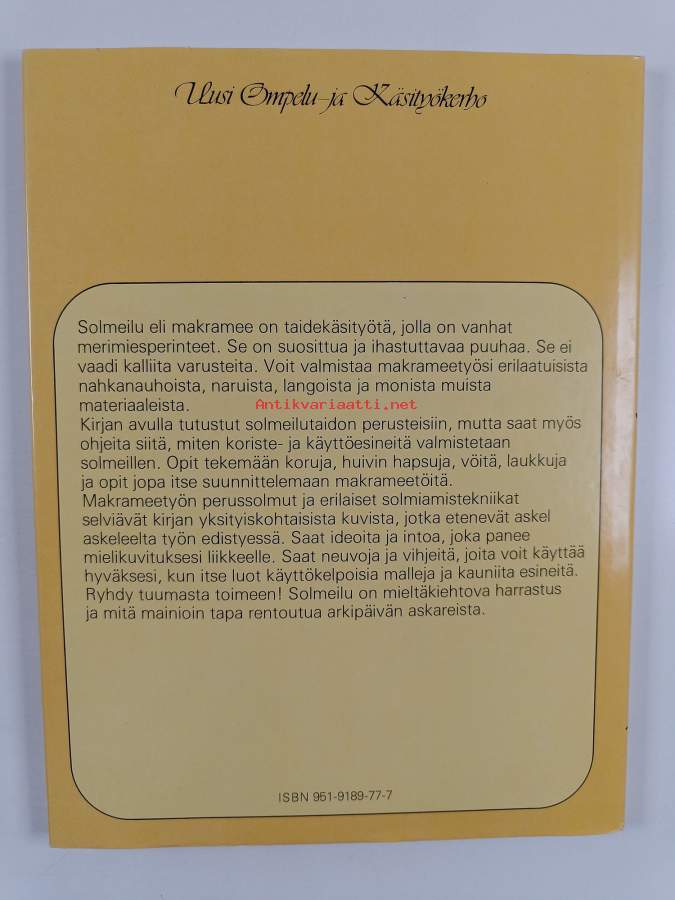 Uusi Ompelu-ja Käsityökerho
Solmeilu eli makramee on taidekäsityötä, jolla on vanhat
merimiesperinteet. Se on suosittua ja ihastuttavaa puuhaa. Se ei
vaadi kalliita varusteita. Voit valmistaa makrameetyösi erilaatuisista
nahkanauhoista, naruista, langoista ja monista muista
materiaaleista.
Antikvariaatti.net
Kirjan avulla tutustut solmeilutaidon perusteisiin, mutta saat myös
ohjeita siitä, miten koriste- ja käyttöesineitä valmistetaan
solmeillen. Opit tekemään koruja, huivin hapsuja, vöitä, laukkuja
ja opit jopa itse suunnittelemaan makrameetöitä.
Makrameetyön perussolmut ja erilaiset solmiamistekniikat
selviävät kirjan yksityiskohtaisista kuvista, jotka etenevät askel
askeleelta työn edistyessä. Saat ideoita ja intoa, joka panee
mielikuvituksesi liikkeelle. Saat neuvoja ja vihjeitä, joita voit käyttää
hyväksesi, kun itse luot käyttökelpoisia malleja ja kauniita esineitä.
Ryhdy tuumasta toimeen! Solmeilu on mieltäkiehtova harrastus
ja mitä mainioin tapa rentoutua arkipäivän askareista.
ISBN 951-9189-77-7